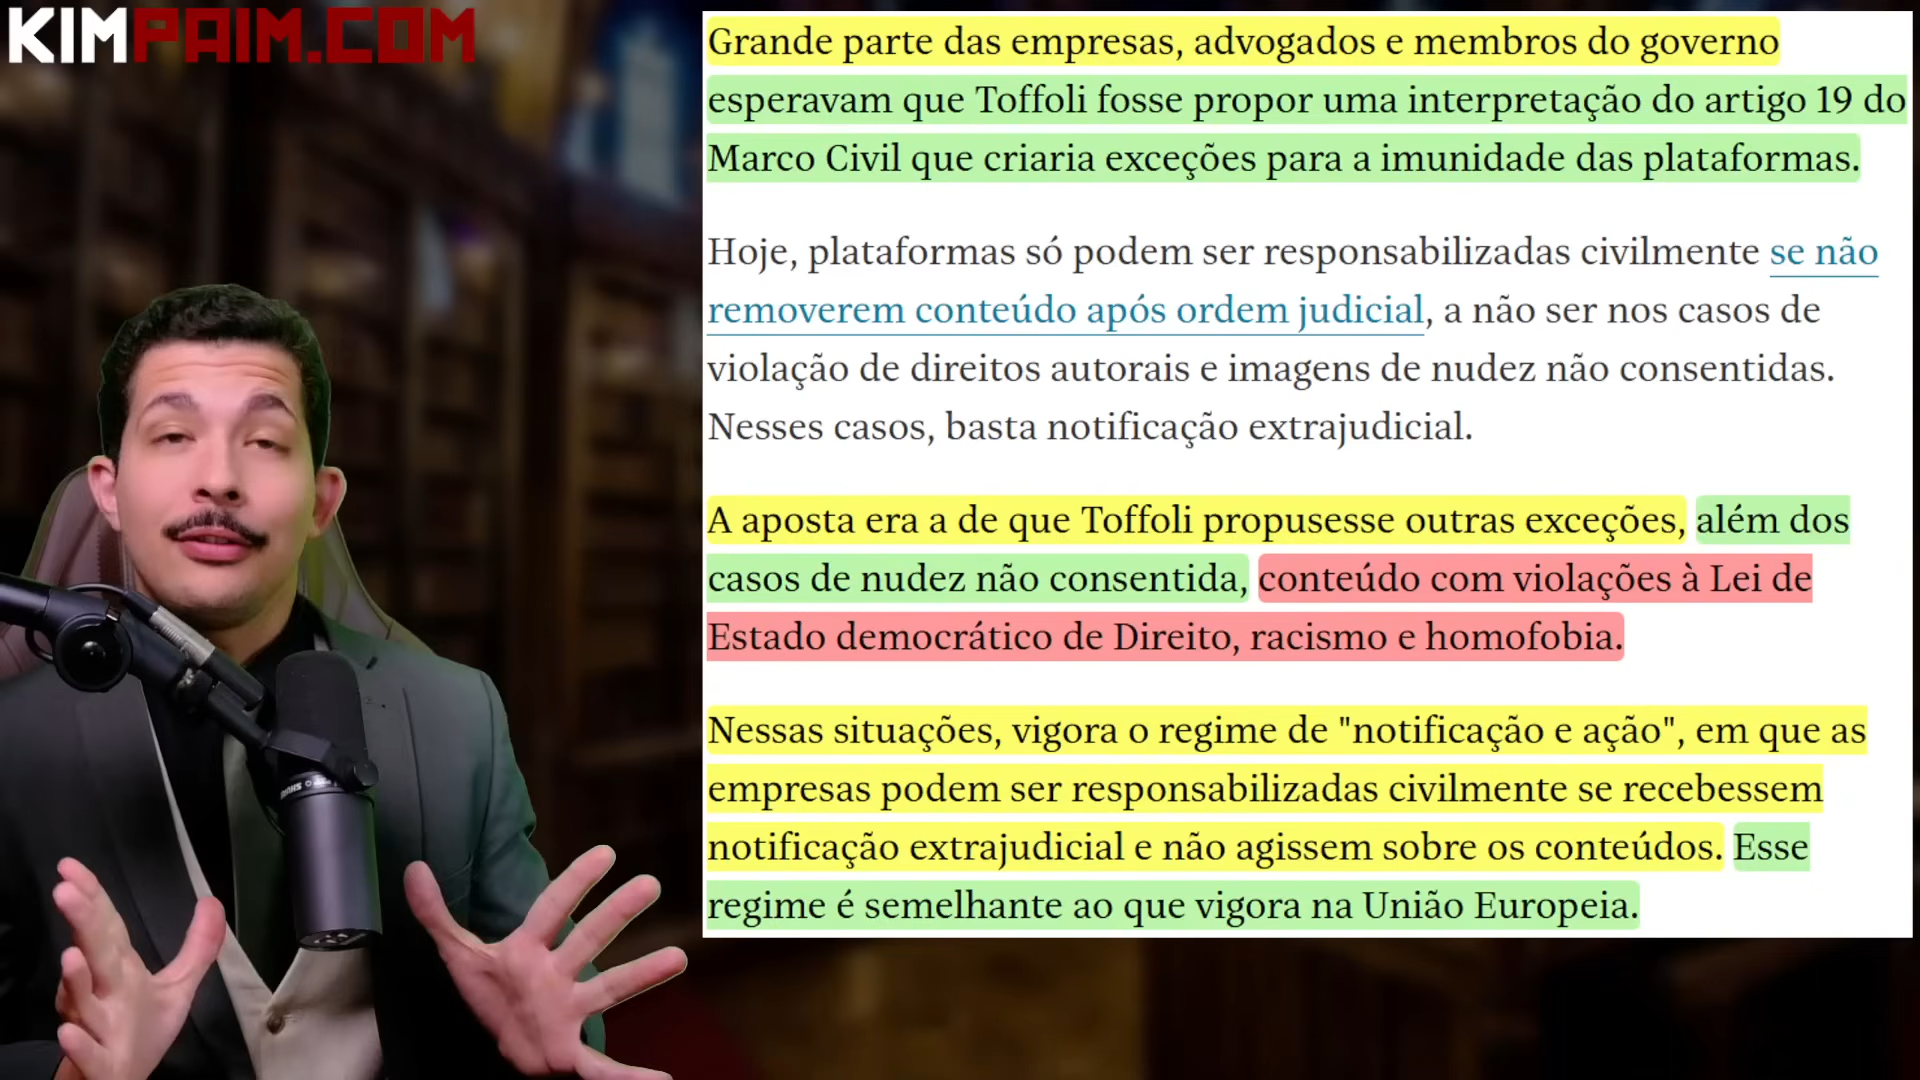 KIMPAIM.COM
Grande parte das empresas, advogados e membros do governo
esperavam que Toffoli fosse propor uma interpretação do artigo 19 do
Marco Civil que criaria exceções para a imunidade das plataformas.
Hoje, plataformas só podem ser responsabilizadas civilmente se não
removerem conteúdo após ordem judicial, a não ser nos casos de
violação de direitos autorais e imagens de nudez não consentidas.
Nesses casos, basta notificação extrajudicial.
A aposta era a de que Toffoli propusesse outras exceções, além dos
casos de nudez não consentida, conteúdo com violações à Lei de
Estado democrático de Direito, racismo e homofobia.
Nessas situações, vigora o regime de "notificação e ação", em que as
empresas podem ser responsabilizadas civilmente se recebessem
notificação extrajudicial e não agissem sobre os conteúdos. Esse
regime é semelhante ao que vigora na União Europeia.
SHURE